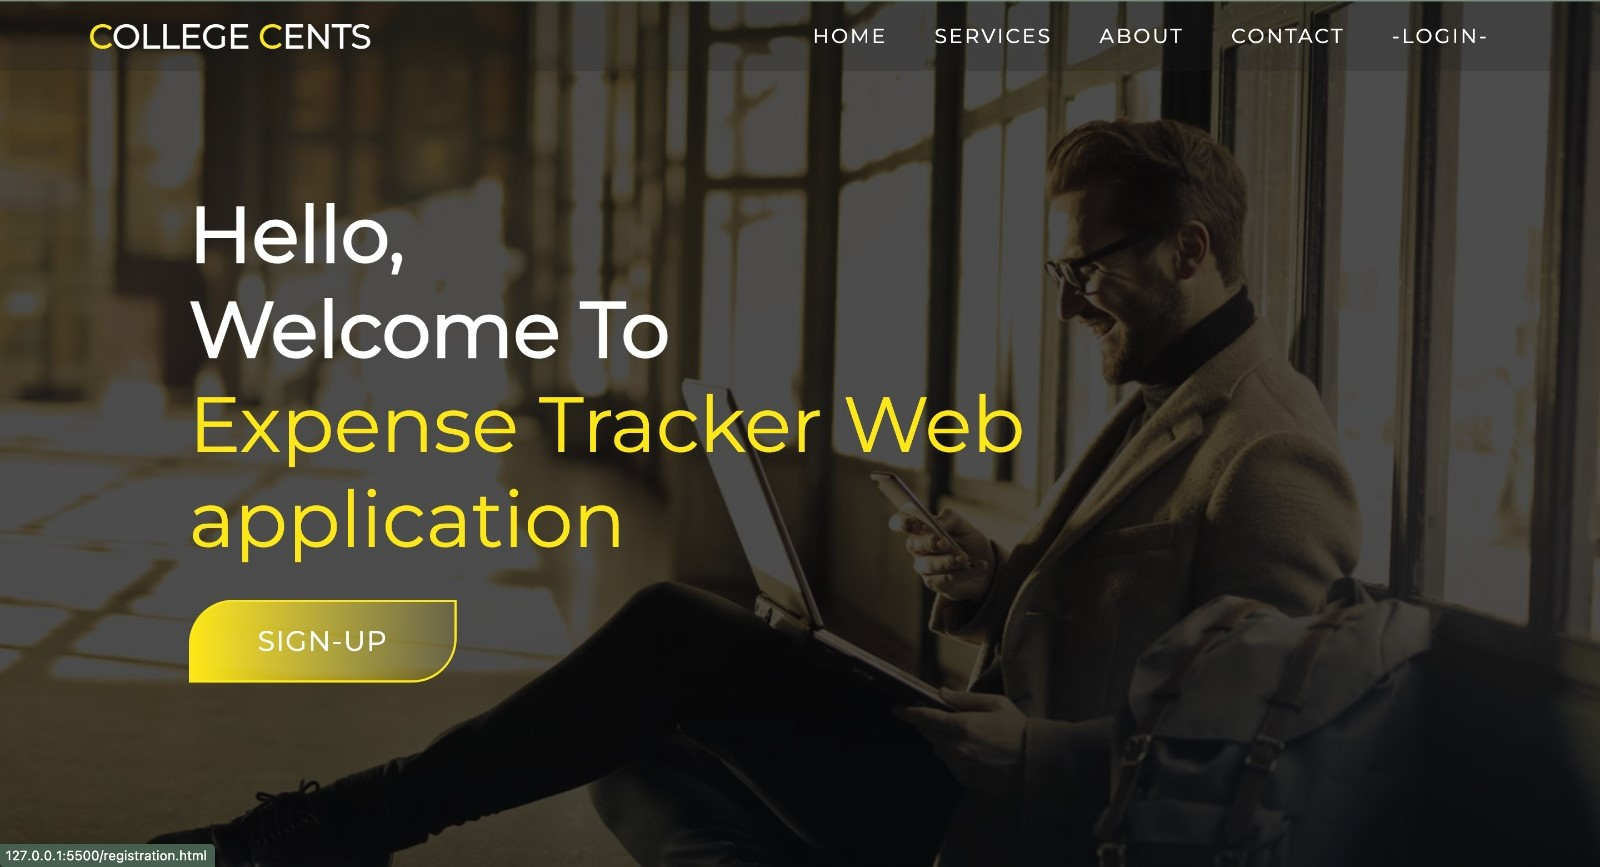 COLLEGE CENTS
HOME SERVICES ABOUT CONTACT -LOGIN-
Hello,
Welcome To
Expense Tracker Web
application
SIGN-UP
127.0.0.1:5500/registration.html